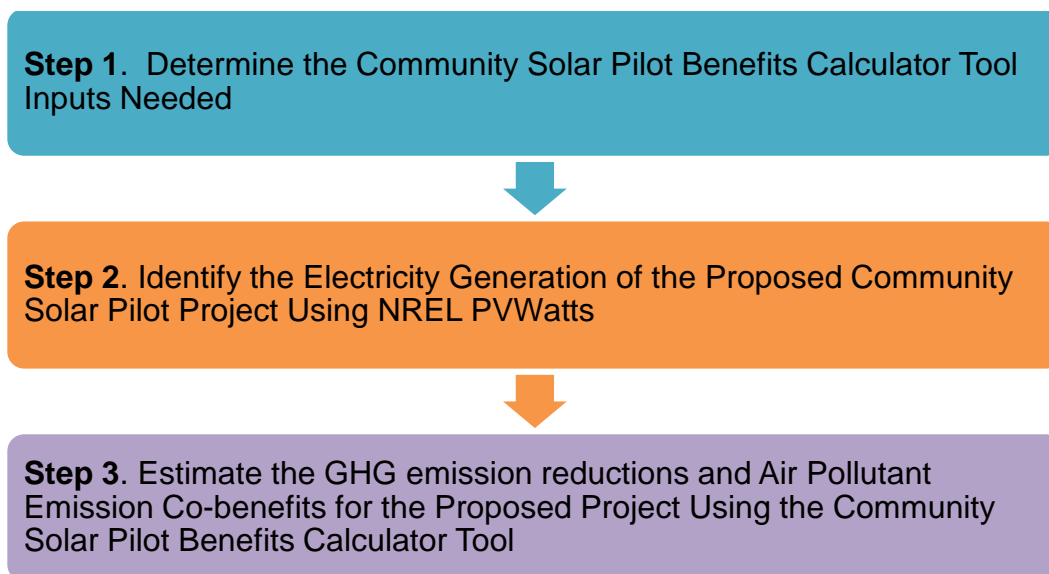 Step 1.  Determine the Community Solar Pilot Benefits Calculator Tool
Inputs Needed
Step 2. Identify the Electricity Generation of the Proposed Community
Solar Pilot Project Using NREL PVWatts
Step 3. Estimate the GHG emission reductions and Air Pollutant
Emission Co-benefits for the Proposed Project Using the Community
Solar Pilot Benefits Calculator Tool